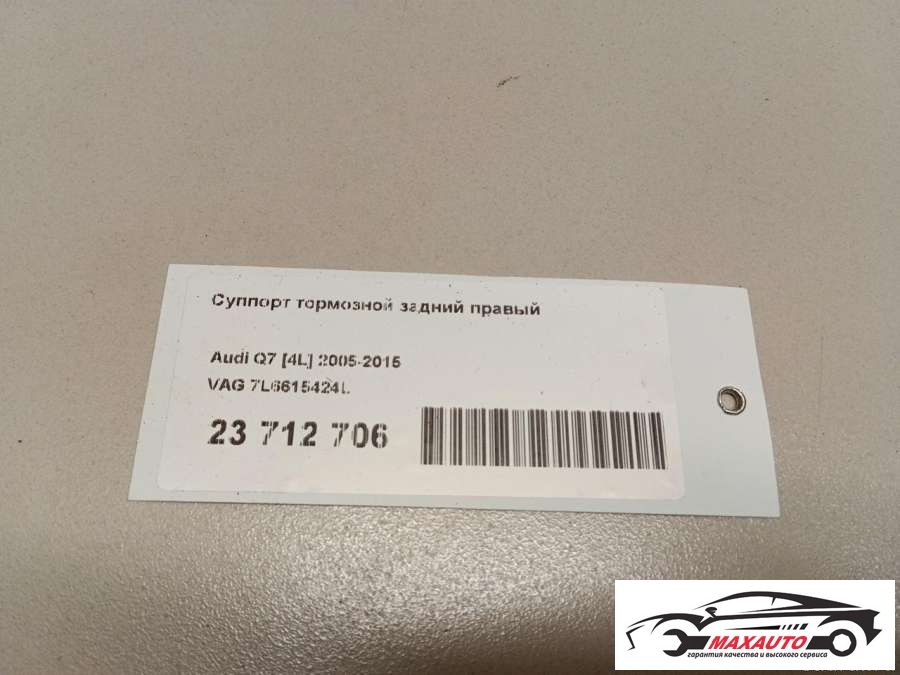 Суппорт тормозной задний правый
Audi Q7 [4L] 2005-2015
VAG 7L6615424L
23 712 706
MAXAUTO
гарантия качества и высокого сервиса